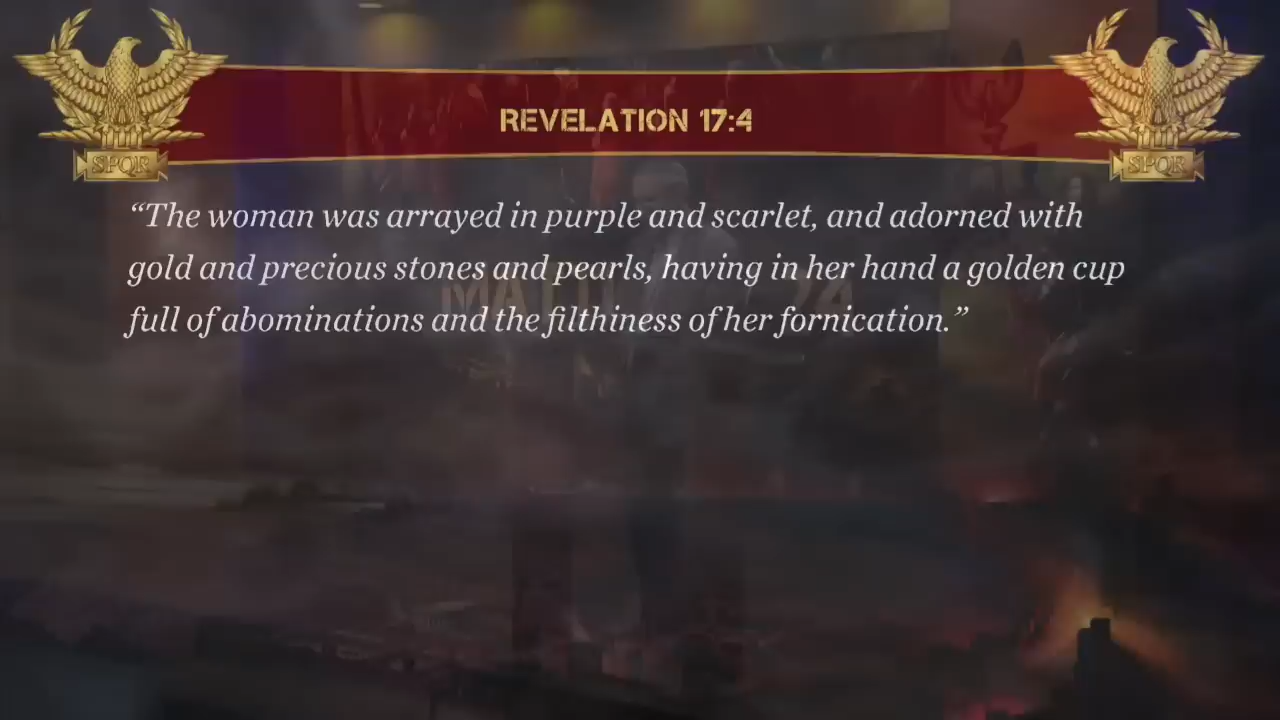 SPQR
REVELATION 17:4
SPQR
“The woman was arrayed in purple and scarlet, and adorned with
gold and precious stones and pearls, having in her hand a golden cup
full of abominations and the filthiness of her fornication.”